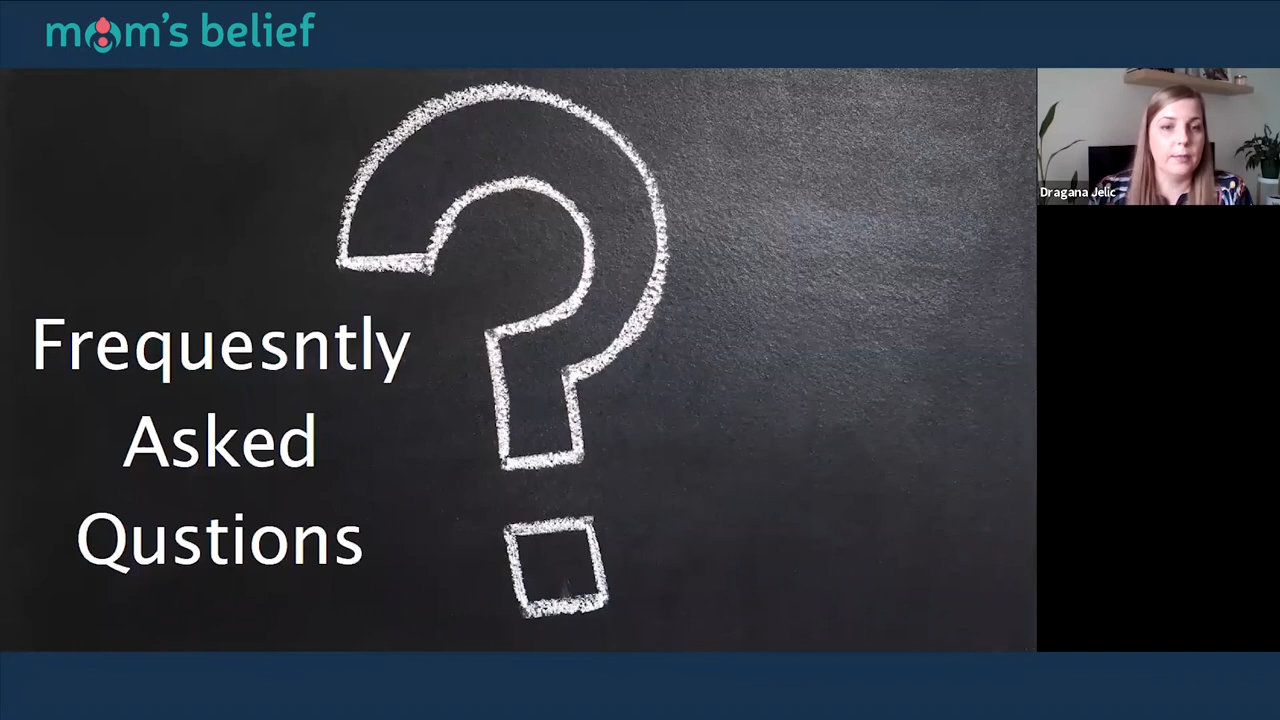 mom's belief
Dragana Jelic
Frequesntly
Asked
Qustions